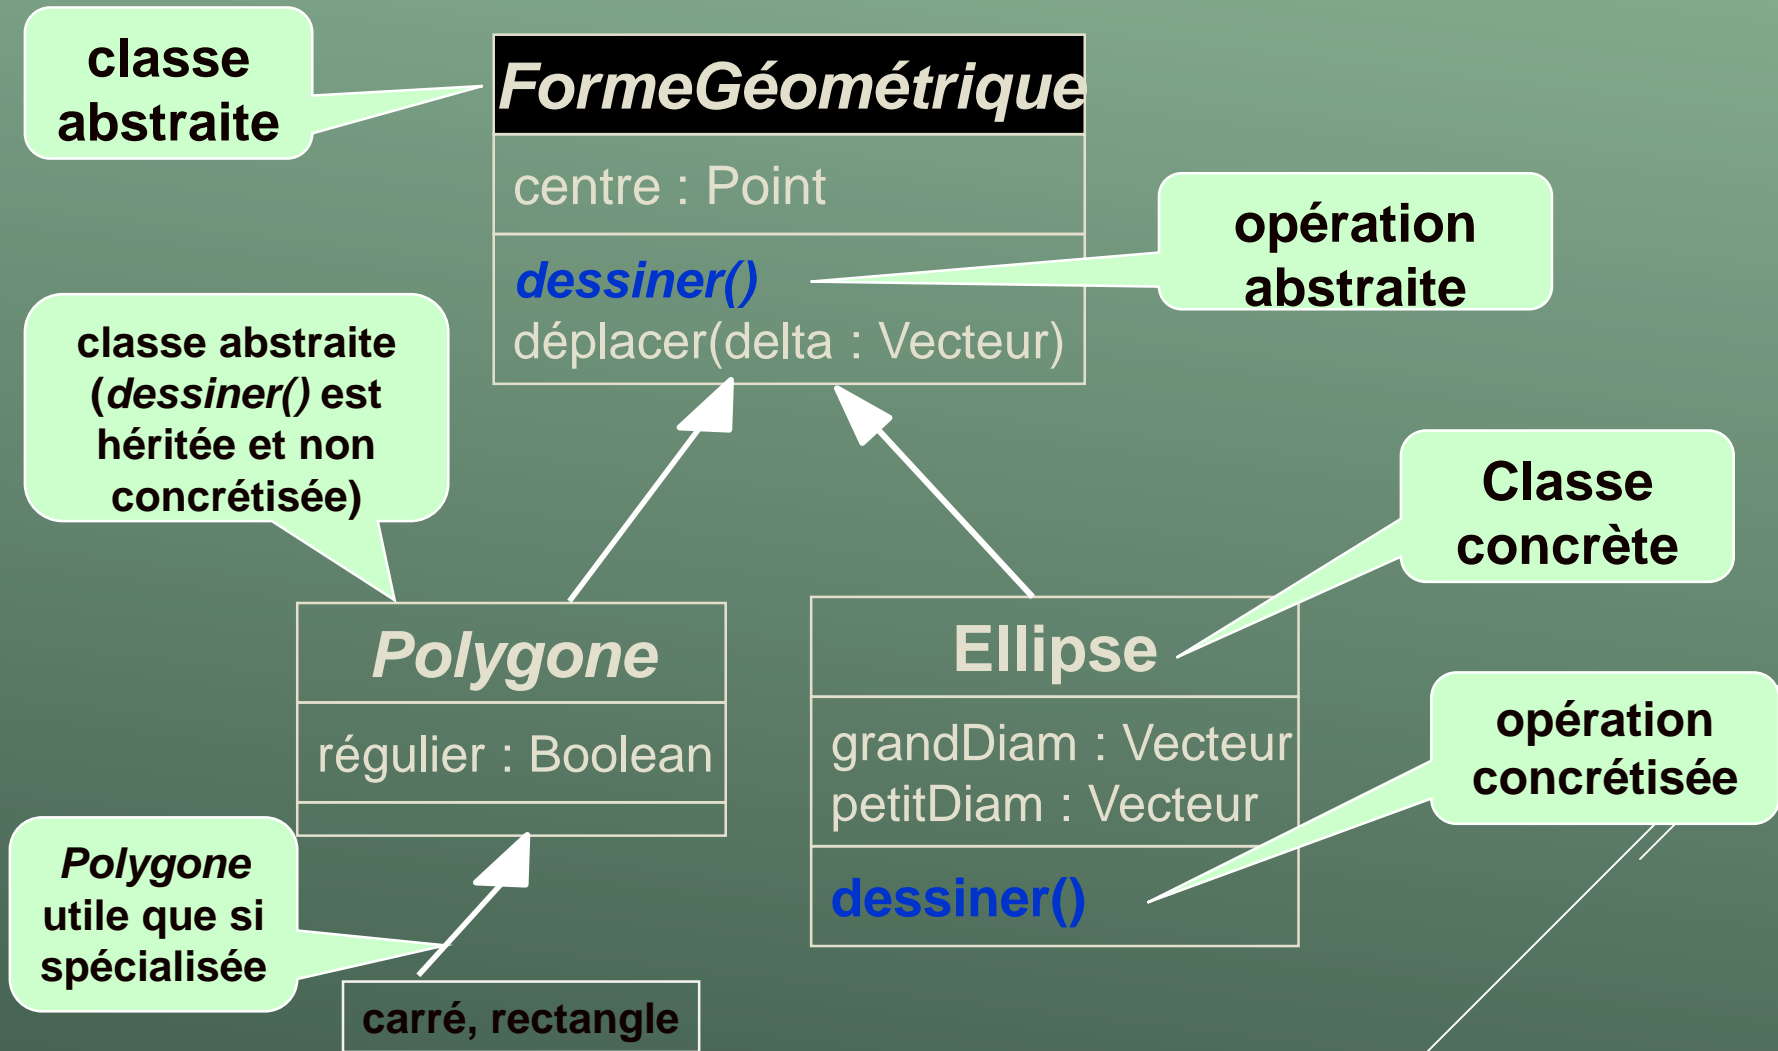 classe
abstraite
FormeGéométrique
centre : Point
dessiner()
déplacer(delta : Vecteur)
opération
abstraite
classe abstraite
(dessiner() est
héritée et non
concrétisée)
Classe
concrète
Polygone
régulier : Boolean
Ellipse
grandDiam : Vecteur
petitDiam : Vecteur
dessiner()
opération
concrétisée
Polygone
utile que si
spécialisée
carré, rectangle